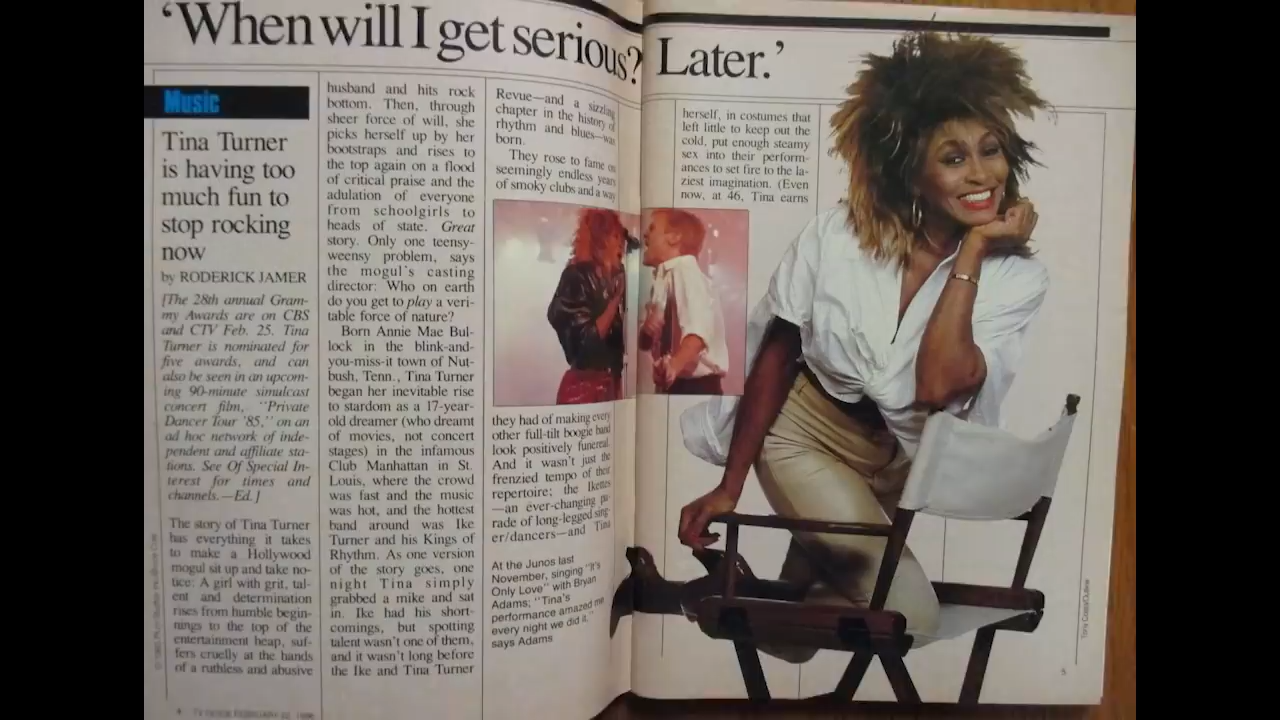 'When will I get serious? Later.'
Music
Tina Turner
is having too
much fun to
stop rocking
now
by RODERICK JAMER
[The 28th annual Gram-
my Awards are on CBS
and CTV Feb. 25. Tina
Turner is nominated for
five awards, and can
also be seen in an upcom-
ing 90-minute simulcast
concert film, "Private
Dancer Tour '85," on an
ad hoc network of inde-
pendent and affiliate sta-
tions. See Of Special In-
terest for times and
channels.—Ed.]
The story of Tina Turner
has everything it takes
to make a Hollywood
mogul sit up and take no-
tice: A girl with grit, tal-
ent and determination
rises from humble begin-
nings to the top of the
entertainment heap, suf-
fers cruelly at the hands
of a ruthless and abusive
husband and hits rock
bottom. Then, through
sheer force of will, she
picks herself up by her
bootstraps and rises to
the top again on a flood
of critical praise and the
adulation of everyone
from schoolgirls to
heads of state. Great
story. Only one teensy-
weensy problem, says
the mogul's casting
director: Who on earth
do you get to play a veri-
table force of nature?
Born Annie Mae Bul-
lock in the blink-and-
you-miss-it town of Nut-
bush, Tenn., Tina Turner
began her inevitable rise
to stardom as a 17-year-
old dreamer (who dreamt
of movies, not concert
stages) in the infamous
Club Manhattan in St.
Louis, where the crowd
was fast and the music
was hot, and the hottest
band around was Ike
Turner and his Kings of
Rhythm. As one version
of the story goes, one
night Tina simply
grabbed a mike and sat
in. Ike had his short-
comings, but spotting
talent wasn't one of them,
and it wasn't long before
the Ike and Tina Turner
Revue—and a sizzling
chapter in the history of
rhythm and blues—was
born.
They rose to fame on
seemingly endless years
of smoky clubs and a way
they had of making every
other full-tilt boogie band
look positively funereal.
And it wasn't just the
frenzied tempo of their
repertoire; the Ikettes
—an ever-changing pa-
rade of long-legged sing-
er/dancers—and Tina
At the Junos last
November, singing "It's
Only Love" with Bryan
Adams; "Tina's
performance amazed me
every night we did it,"
says Adams
herself, in costumes that
left little to keep out the
cold, put enough steamy
sex into their perform-
ances to set fire to the la-
ziest imagination. (Even
now, at 46, Tina earns
5